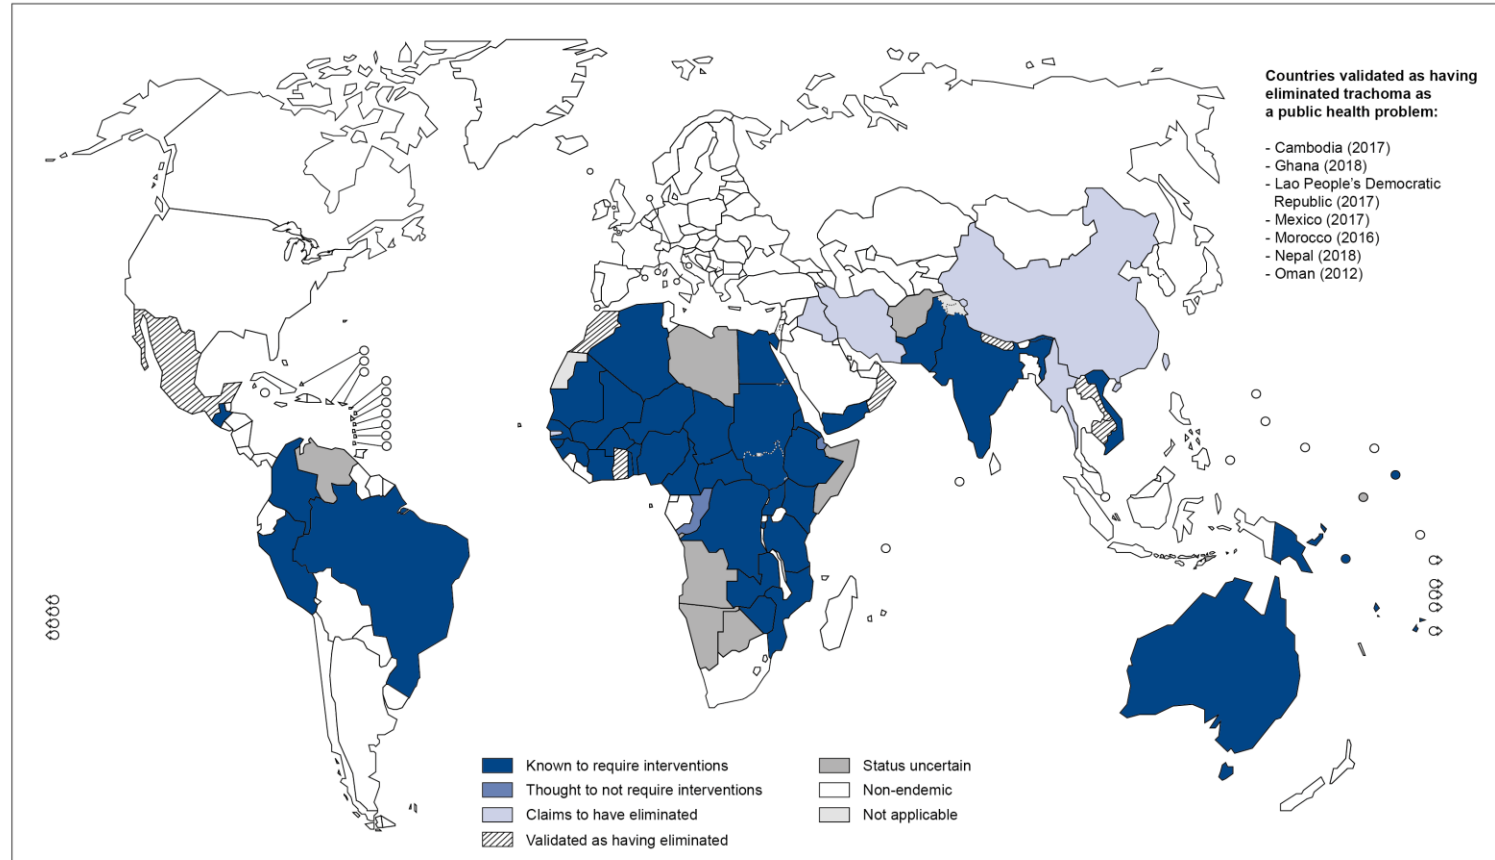 Countries validated as having
eliminated trachoma as
a public health problem:
- Cambodia (2017)
- Ghana (2018)
- Lao People's Democratic
Republic (2017)
- Mexico (2017)
- Morocco (2016)
- Nepal (2018)
- Oman (2012)
Known to require interventions
Thought to not require interventions
Claims to have eliminated
Validated as having eliminated
Status uncertain
Non-endemic
Not applicable